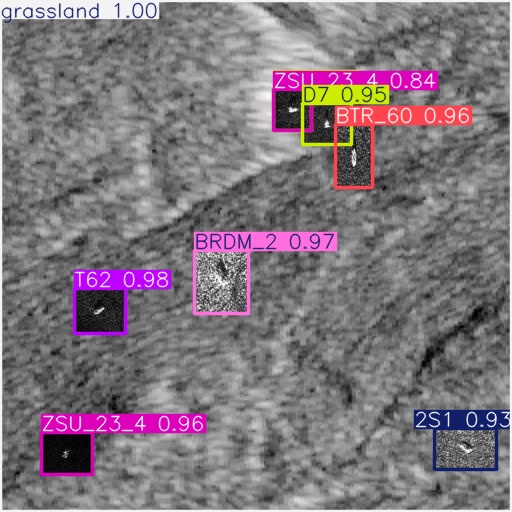 grassland 1.00
ZSU_23_4 0.84
D7 0.95
BTR_60 0.96
BRDM_2 0.97
T62 0.98
ZSU_23_4 0.96
2S1 0.93